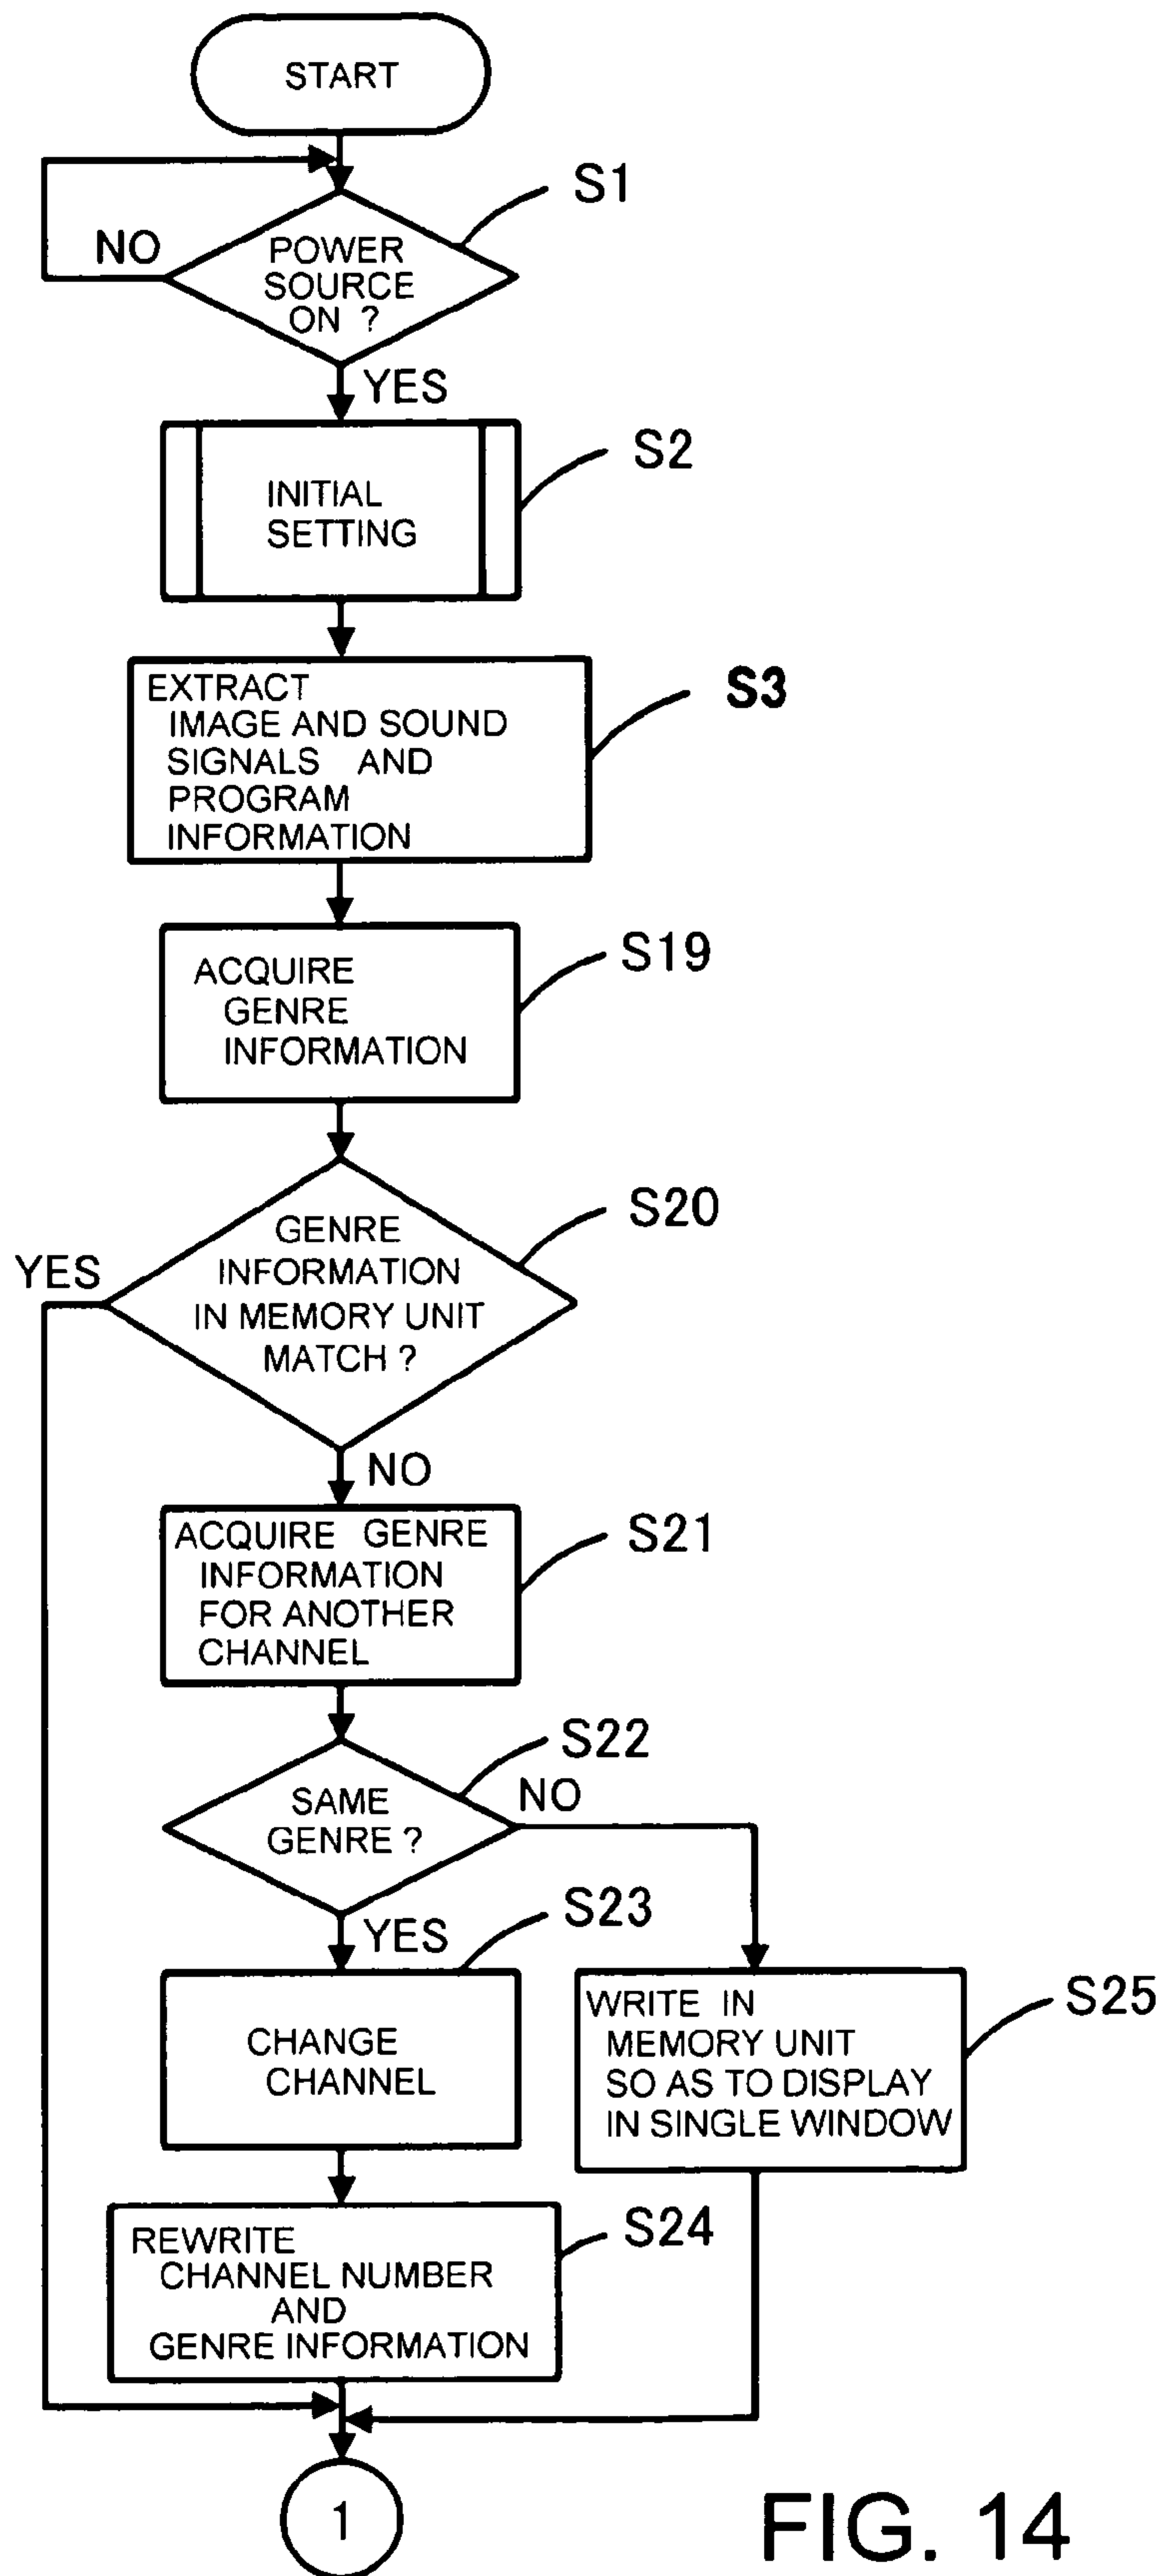 START
S1
NO
POWER
SOURCE
ON ?
YES
S2
INITIAL
SETTING
S3
EXTRACT
IMAGE AND SOUND
SIGNALS AND
PROGRAM
INFORMATION
S19
ACQUIRE
GENRE
INFORMATION
S20
GENRE
INFORMATION
IN MEMORY UNIT
MATCH ?
YES
NO
S21
ACQUIRE GENRE
INFORMATION
FOR ANOTHER
CHANNEL
S22
SAME
GENRE ?
NO
YES
S23
CHANGE
CHANNEL
S25
WRITE IN
MEMORY UNIT
SO AS TO DISPLAY
IN SINGLE WINDOW
S24
REWRITE
CHANNEL NUMBER
AND
GENRE INFORMATION
1
FIG. 14